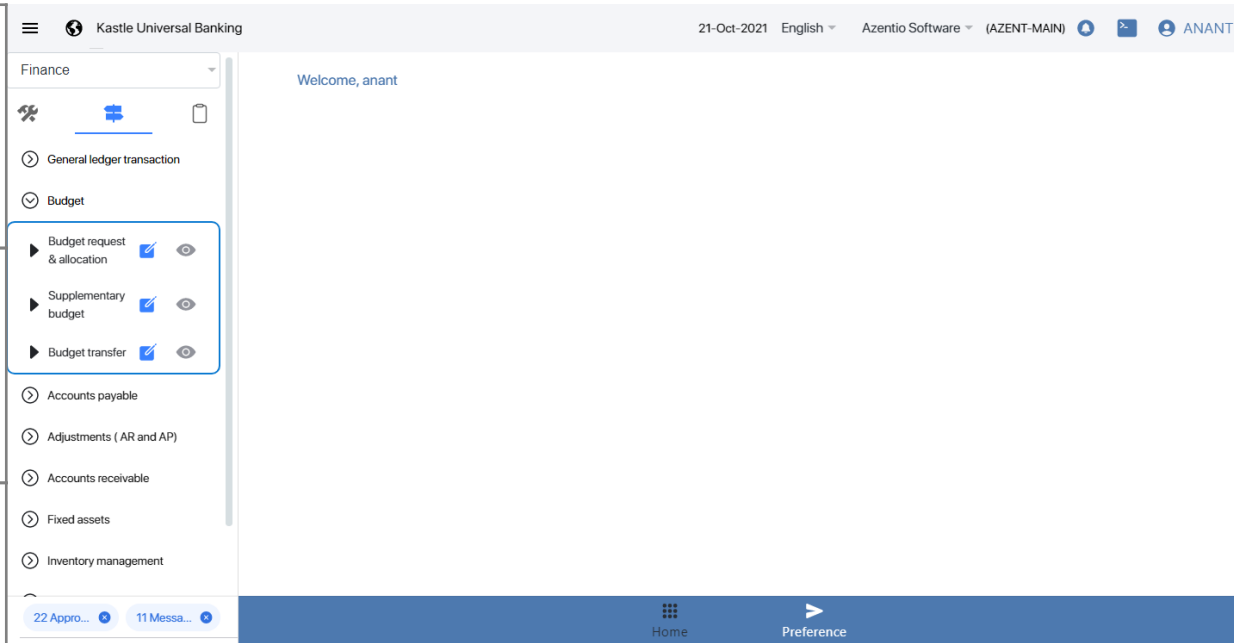 Kastle Universal Banking
21-Oct-2021 English Azentio Software (AZENT-MAIN) ANANT
Finance
Welcome, anant
General ledger transaction
Budget
Budget request
& allocation
Supplementary
budget
Budget transfer
Accounts payable
Adjustments ( AR and AP)
Accounts receivable
Fixed assets
Inventory management
22 Appro... 11 Messa...
Home Preference